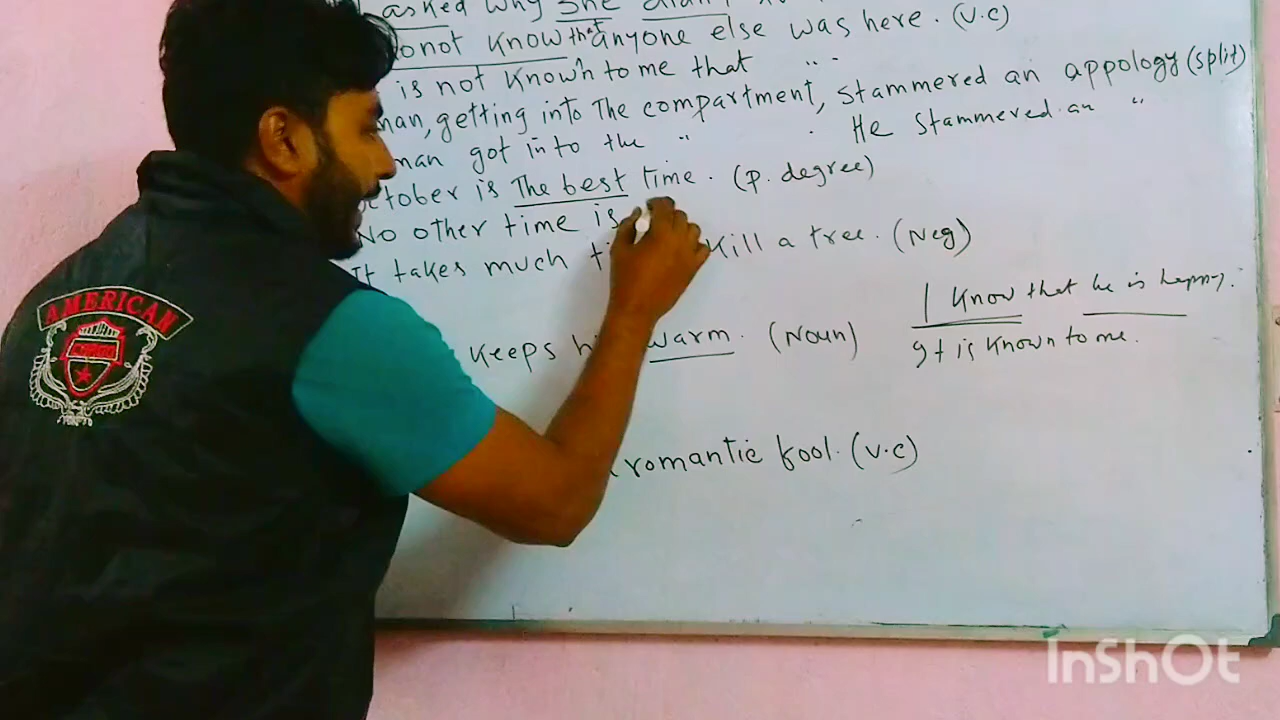 asked why she didn't
not know that anyone else was here. (v.c)
is not known to me that " "
man, getting into the compartment, stammered an appology (split)
man got into the " . He stammered an "
October is the best time. (p. degree)
No other time is
It takes much kill a tree. (Neg)
I know that he is happy.
keeps warm. (Noun)
It is known to me.
romantic fool. (v.c)
AMERICAN
InShOt